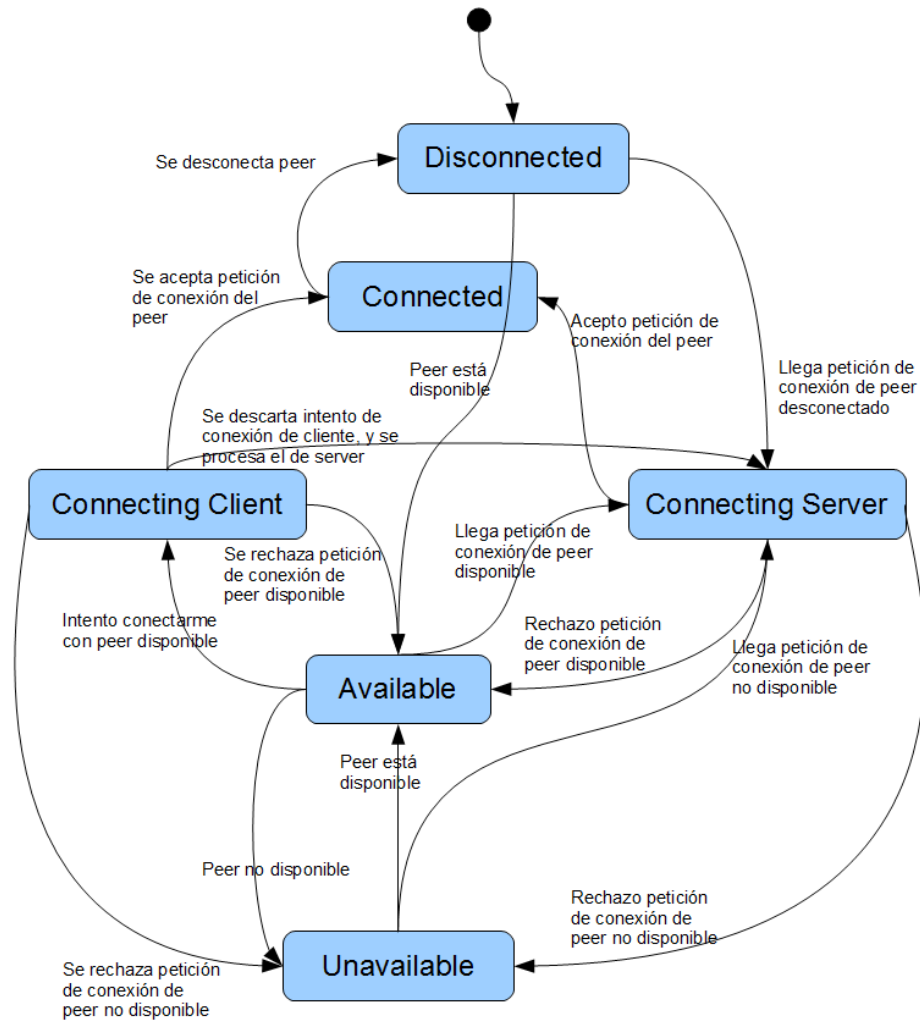 Disconnected
Se desconecta peer
Connected
Se acepta petición
de conexión del
peer
Acepto petición de
conexión del peer
Peer está
disponible
Llega petición de
conexión de peer
desconectado
Se descarta intento de
conexión de cliente, y se
procesa el de server
Connecting Client
Connecting Server
Llega petición de
conexión de peer
disponible
Se rechaza petición
de conexión de
peer disponible
Intento conectarme
con peer disponible
Rechazo petición
de conexión de
peer disponible
Llega petición de
conexión de peer
no disponible
Available
Peer está
disponible
Peer no disponible
Rechazo petición
de conexión de
peer no disponible
Unavailable
Se rechaza petición
de conexión de
peer no disponible